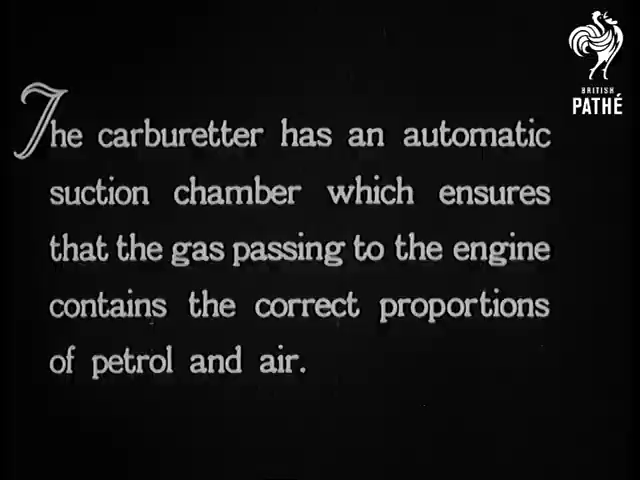 BRITISH
PATHÉ
The carburetter has an automatic
suction chamber which ensures
that the gas passing to the engine
contains the correct proportions
of petrol and air.